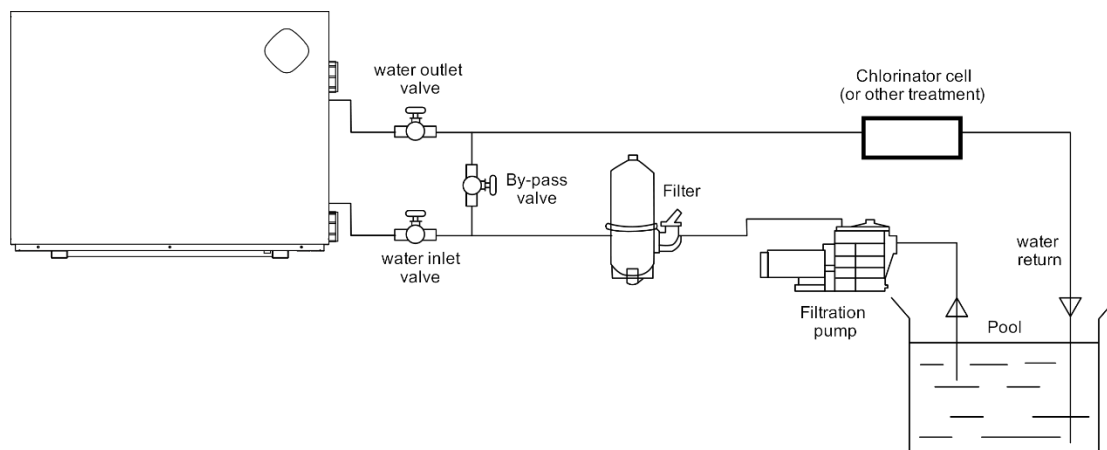 water outlet
valve
Chlorinator cell
(or other treatment)
By-pass
valve
Filter
water inlet
valve
water
return
Filtration
pump
Pool